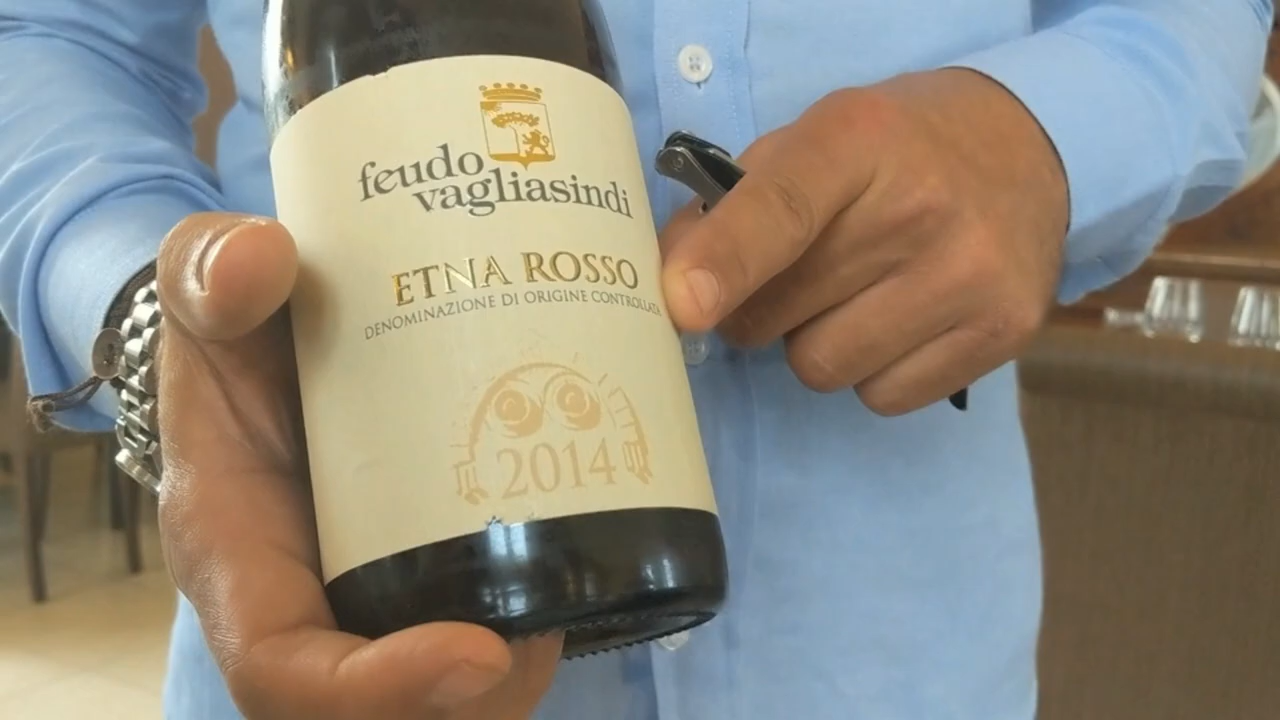 feudo
vagliasindi
ETNA ROSSO
DENOMINAZIONE DI ORIGINE CONTROLLATA
2014